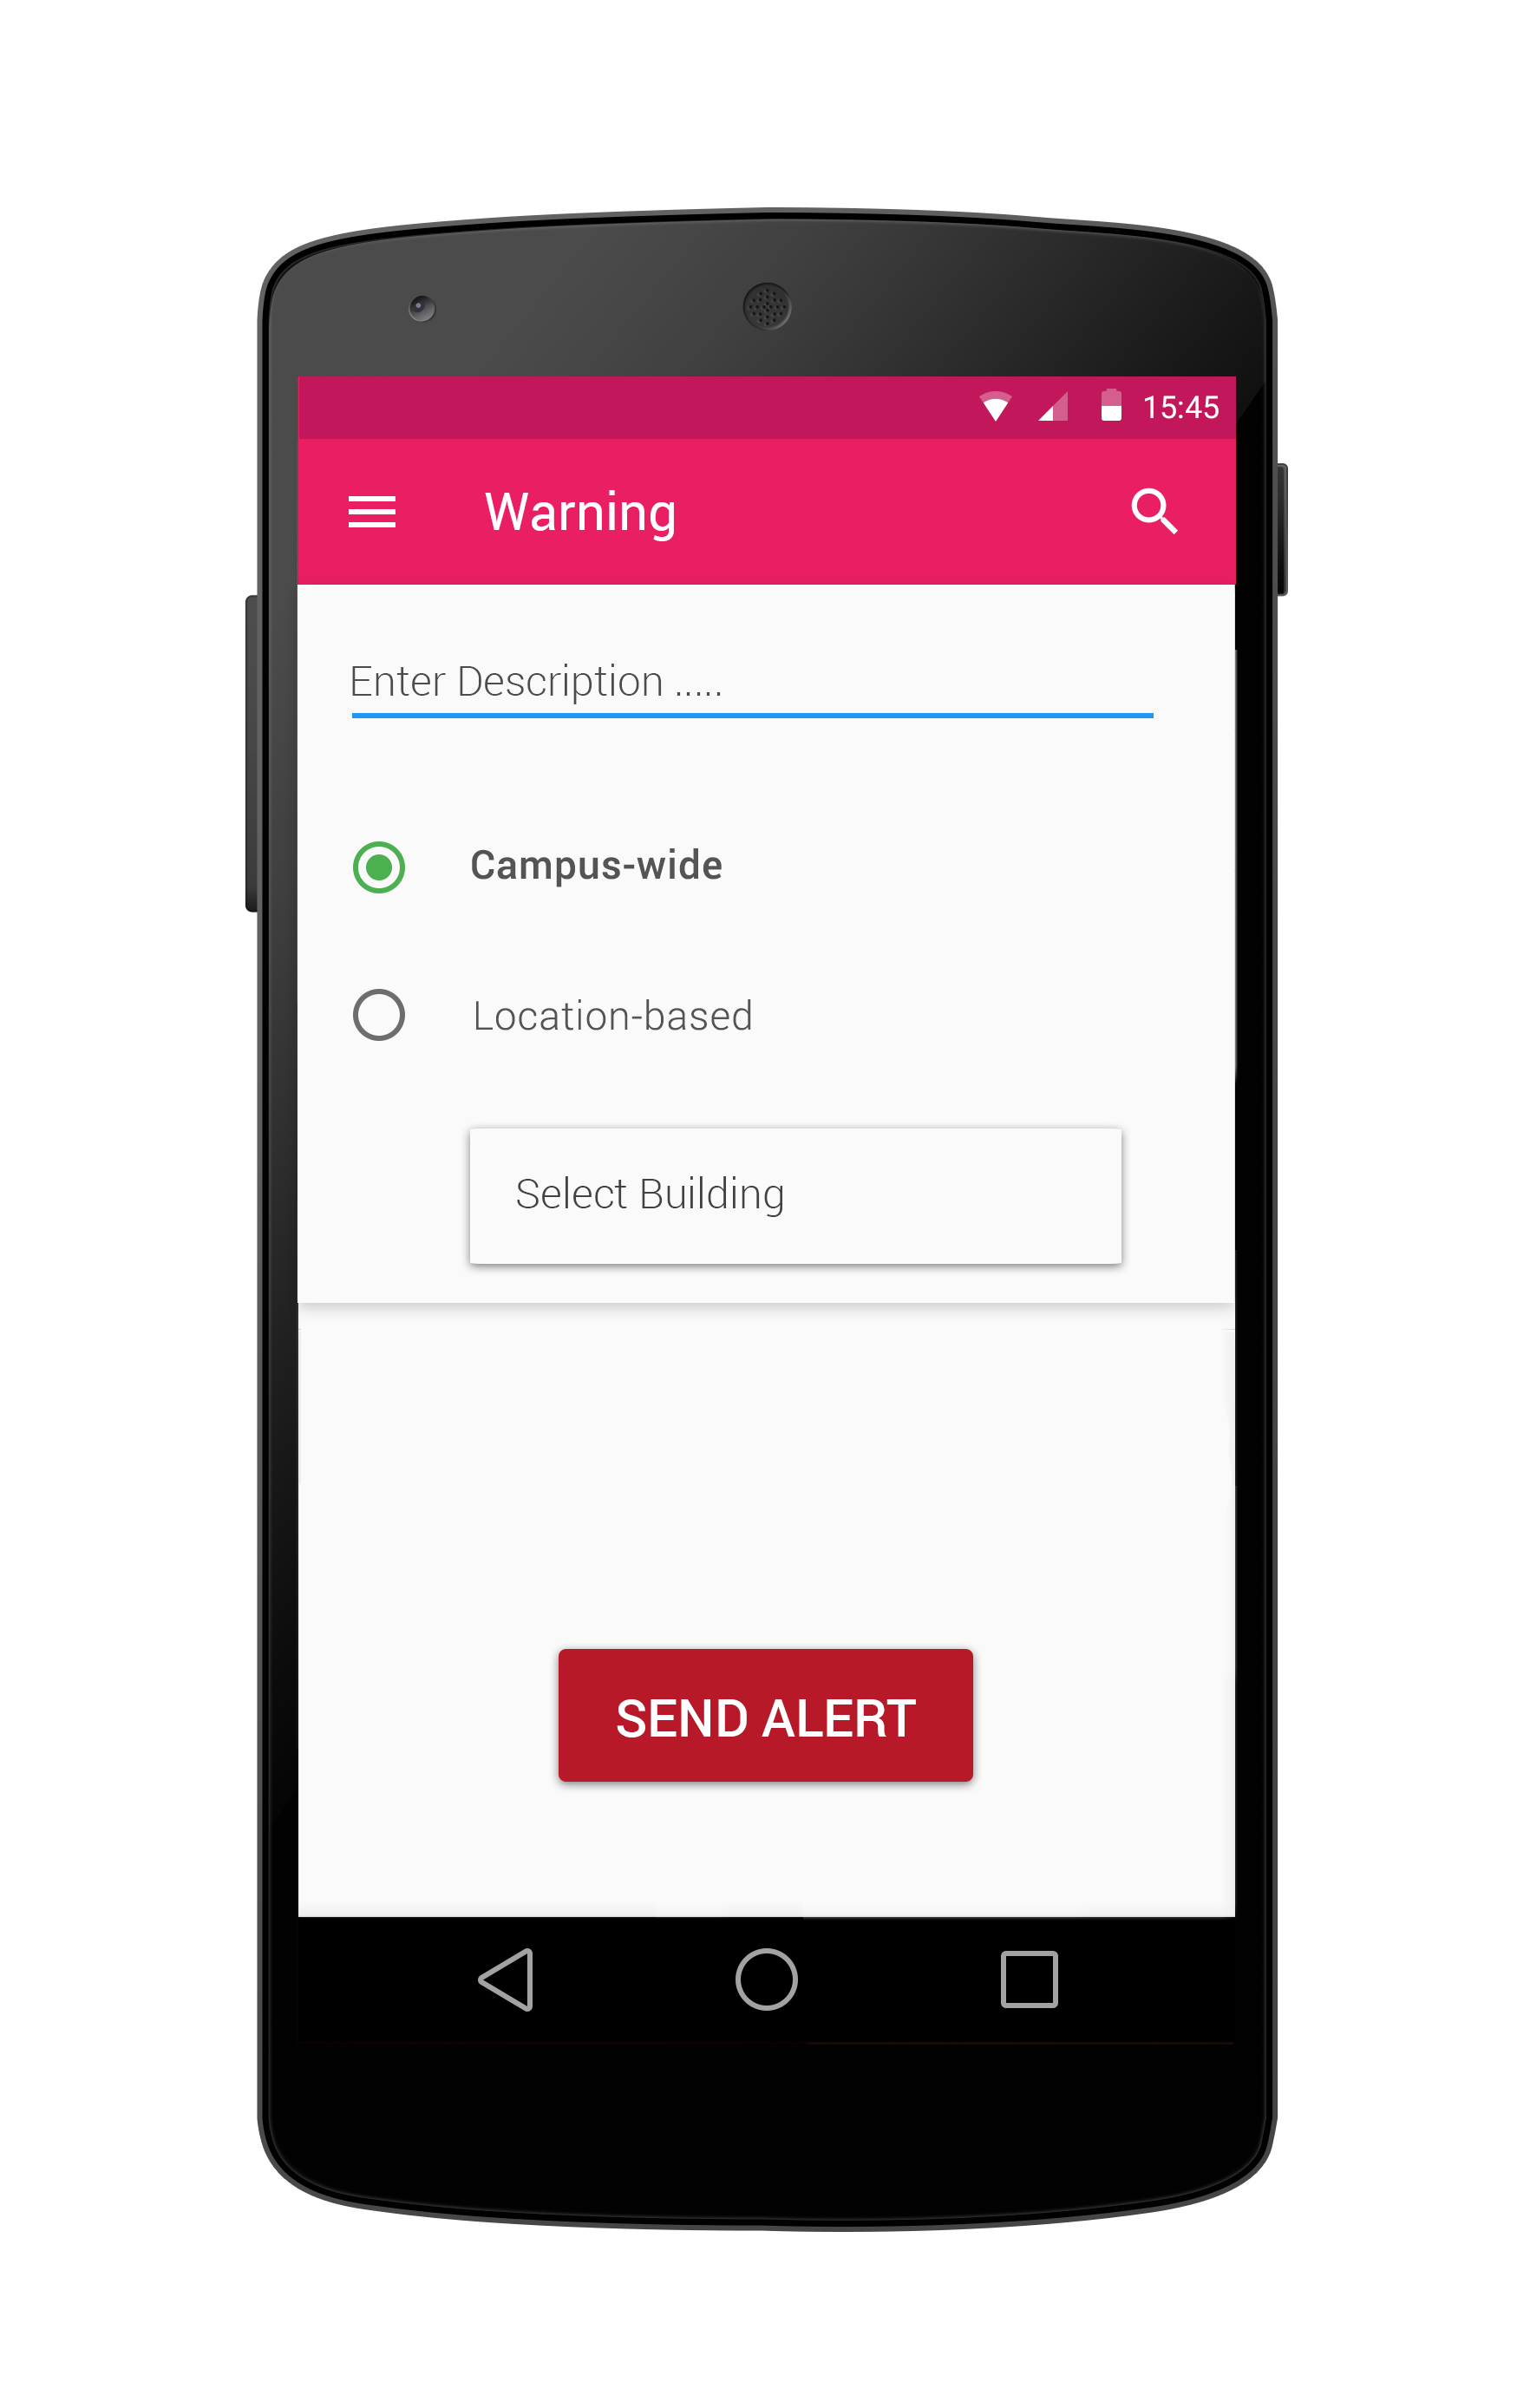 15:45
Warning
Enter Description .....
Campus-wide
Location-based
Select Building
SEND ALERT